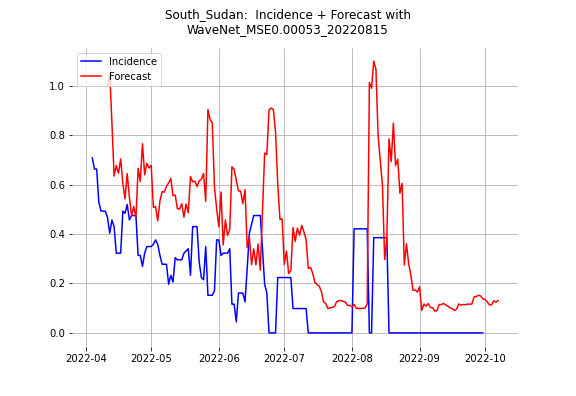 South_Sudan:  Incidence + Forecast with
WaveNet_MSE0.00053_20220815
Incidence
Forecast
1.0
0.8
0.6
0.4
0.2
0.0
2022-04 2022-05 2022-06 2022-07 2022-08 2022-09 2022-10